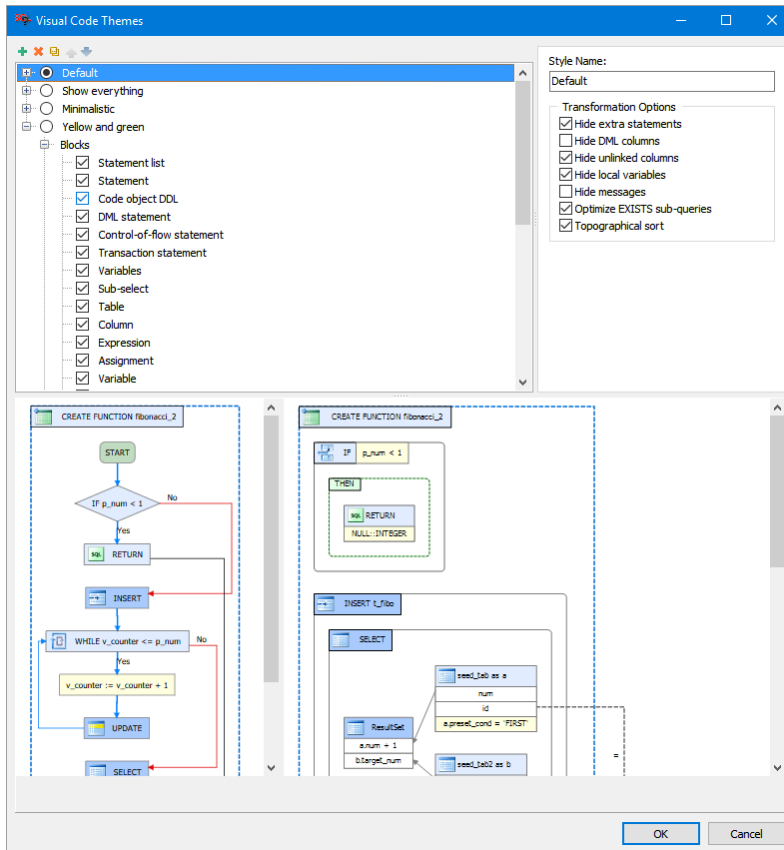 Visual Code Themes
Default
Show everything
Minimalistic
Yellow and green
Blocks
Statement list
Statement
Code object DDL
DML statement
Control-of-flow statement
Transaction statement
Variables
Sub-select
Table
Column
Expression
Assignment
Variable
Style Name:
Default
Transformation Options
Hide extra statements
Hide DML columns
Hide unlinked columns
Hide local variables
Hide messages
Optimize EXISTS sub-queries
Topographical sort
CREATE FUNCTION fibonacci_2
START
IF p_num < 1
No
Yes
SQL RETURN
INSERT
WHILE v_counter <= p_num
No
Yes
v_counter := v_counter + 1
UPDATE
SELECT
CREATE FUNCTION fibonacci_2
IF p_num < 1
THEN
SQL RETURN
NULL::INTEGER
INSERT t_fibo
SELECT
seed_tab as a
num
id
a.preset_cond = 'FIRST'
ResultSet
a.num + 1
b.target_num
=
seed_tab2 as b
OK
Cancel